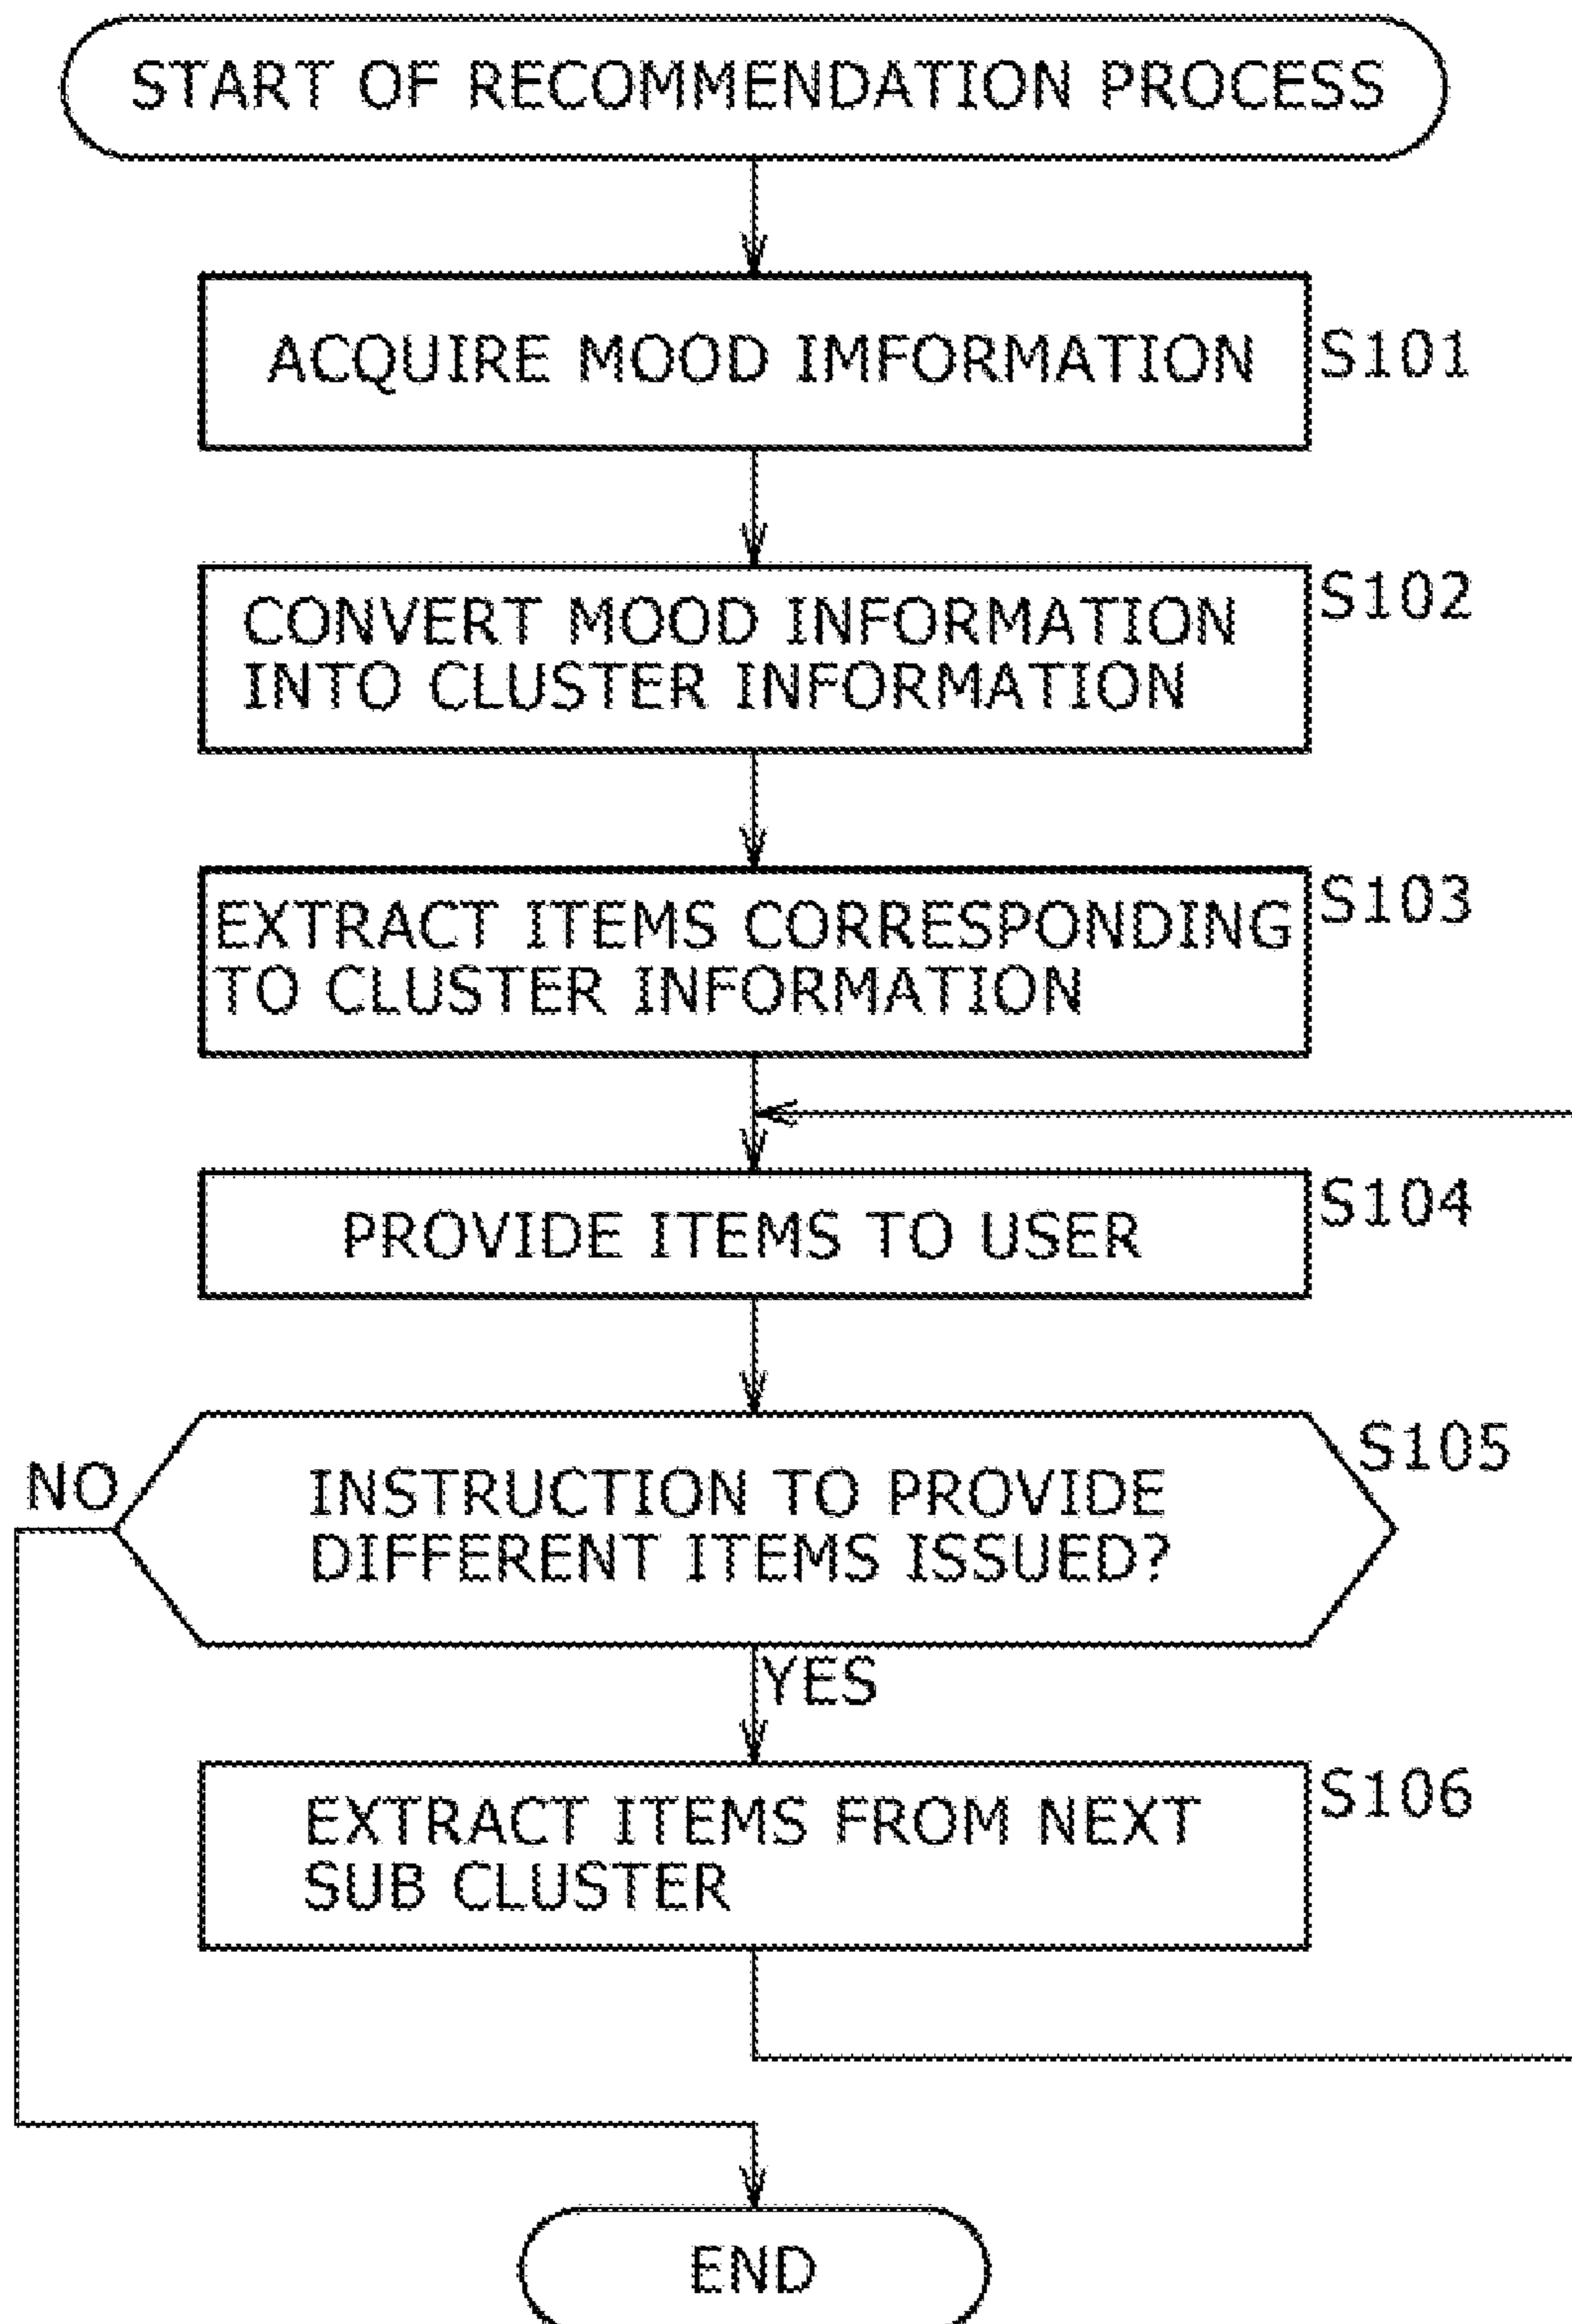 START OF RECOMMENDATION PROCESS
ACQUIRE MOOD IMFORMATION
S101
CONVERT MOOD INFORMATION
INTO CLUSTER INFORMATION
S102
EXTRACT ITEMS CORRESPONDING
TO CLUSTER INFORMATION
S103
PROVIDE ITEMS TO USER
S104
INSTRUCTION TO PROVIDE
DIFFERENT ITEMS ISSUED?
S105
NO
YES
EXTRACT ITEMS FROM NEXT
SUB CLUSTER
S106
END